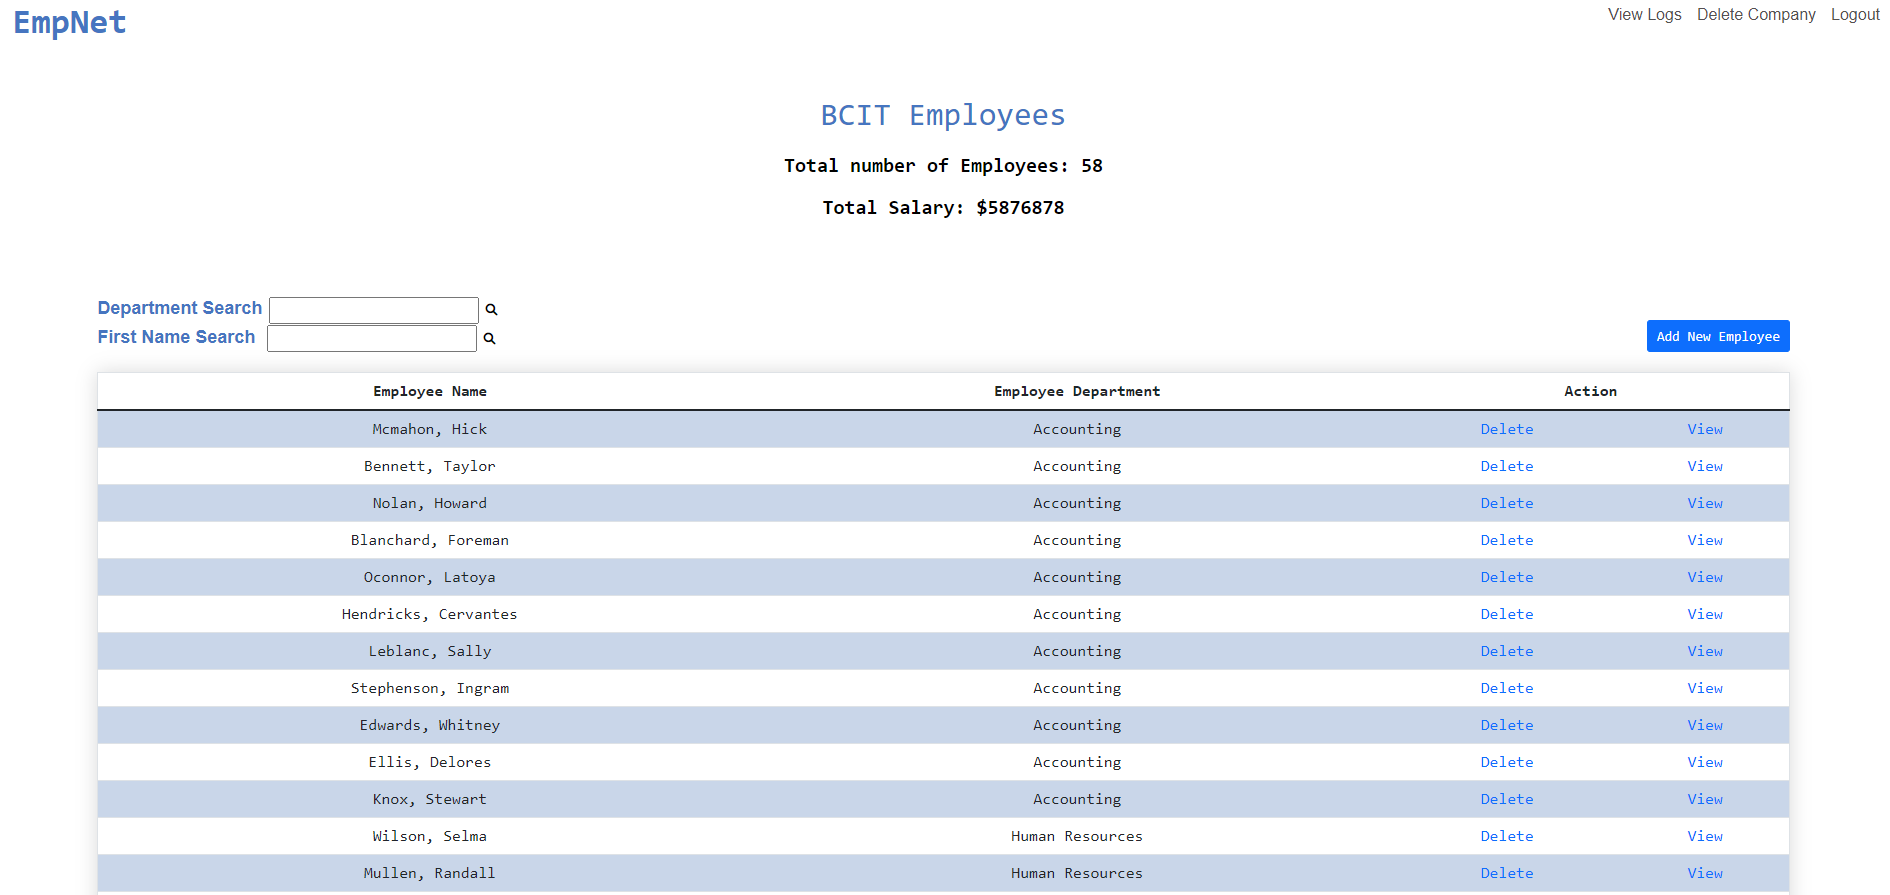 EmpNet
View Logs Delete Company Logout
BCIT Employees
Total number of Employees: 58
Total Salary: $5876878
Department Search
First Name Search
Add New Employee
Employee Name Employee Department Action
Mcmahon, Hick Accounting Delete View
Bennett, Taylor Accounting Delete View
Nolan, Howard Accounting Delete View
Blanchard, Foreman Accounting Delete View
Oconnor, Latoya Accounting Delete View
Hendricks, Cervantes Accounting Delete View
Leblanc, Sally Accounting Delete View
Stephenson, Ingram Accounting Delete View
Edwards, Whitney Accounting Delete View
Ellis, Delores Accounting Delete View
Knox, Stewart Accounting Delete View
Wilson, Selma Human Resources Delete View
Mullen, Randall Human Resources Delete View